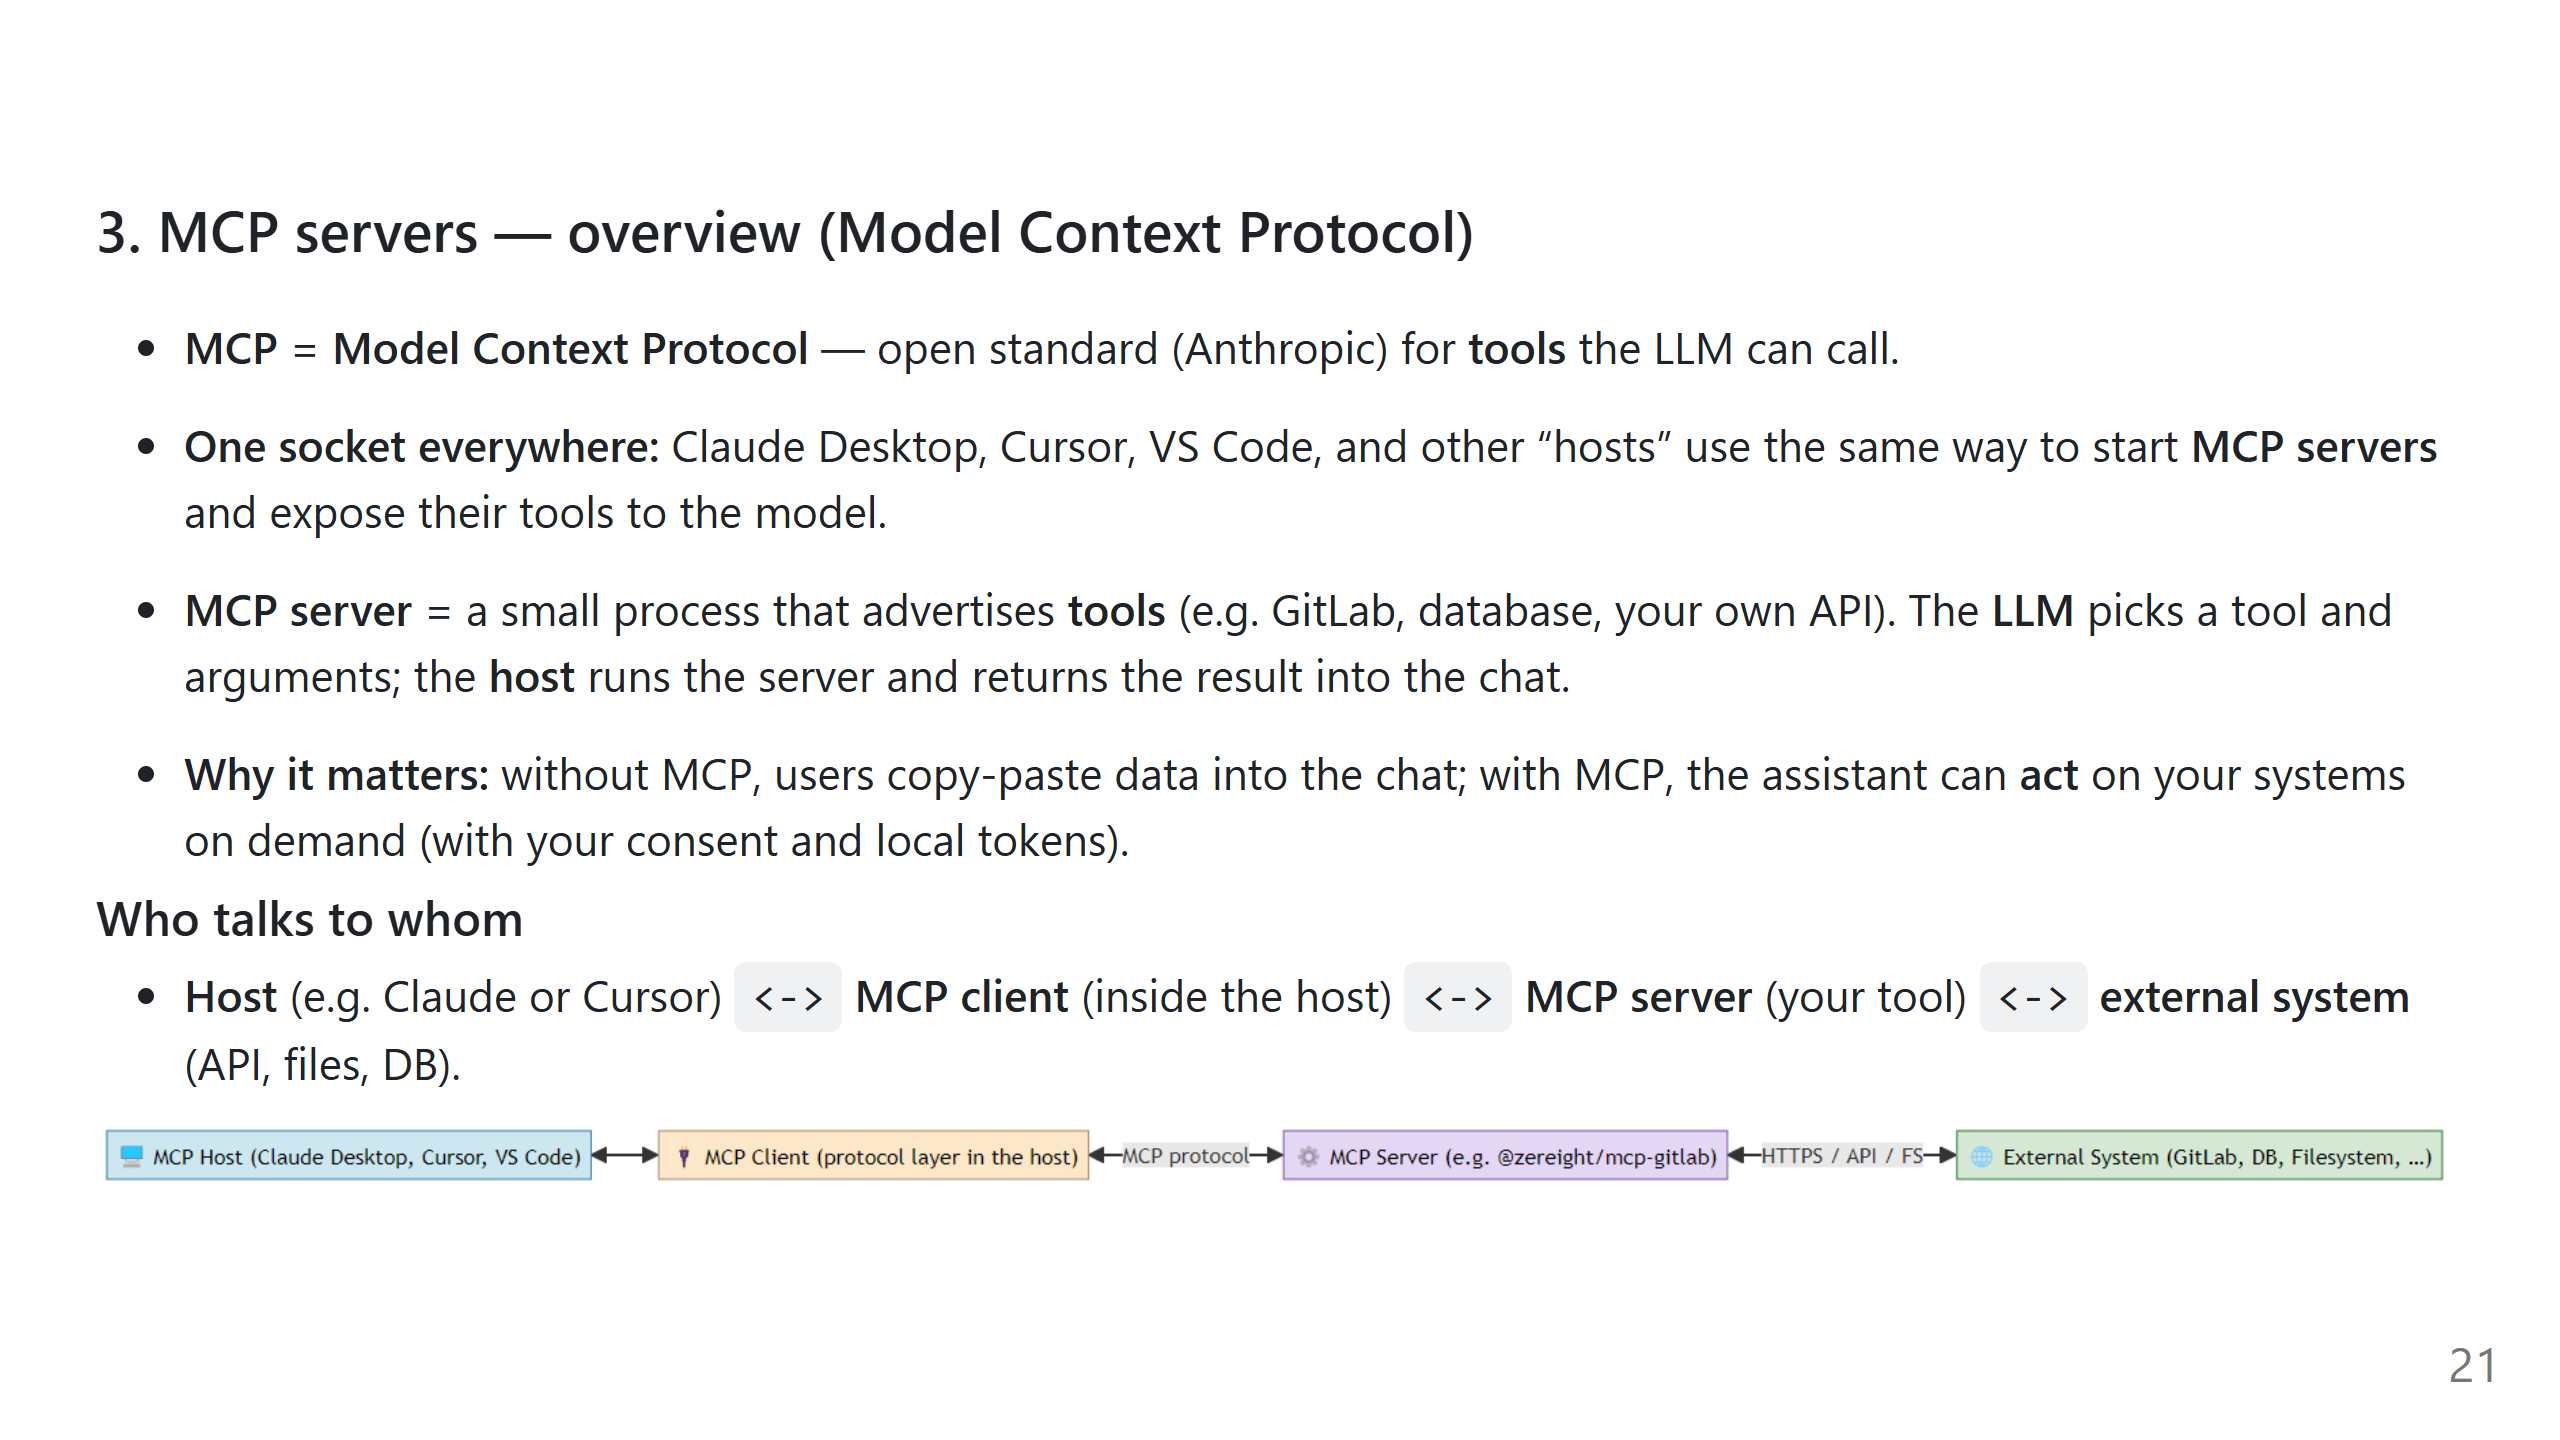 3. MCP servers — overview (Model Context Protocol)
MCP = Model Context Protocol — open standard (Anthropic) for tools the LLM can call.
One socket everywhere: Claude Desktop, Cursor, VS Code, and other “hosts” use the same way to start MCP servers
and expose their tools to the model.
MCP server = a small process that advertises tools (e.g. GitLab, database, your own API). The LLM picks a tool and
arguments; the host runs the server and returns the result into the chat.
Why it matters: without MCP, users copy-paste data into the chat; with MCP, the assistant can act on your systems
on demand (with your consent and local tokens).
Who talks to whom
Host (e.g. Claude or Cursor) <-> MCP client (inside the host) <-> MCP server (your tool) <-> external system
(API, files, DB).
MCP Host (Claude Desktop, Cursor, VS Code) MCP Client (protocol layer in the host) MCP protocol MCP Server (e.g. @zereight/mcp-gitlab) HTTPS / API / FS External System (GitLab, DB, Filesystem, ...)
21